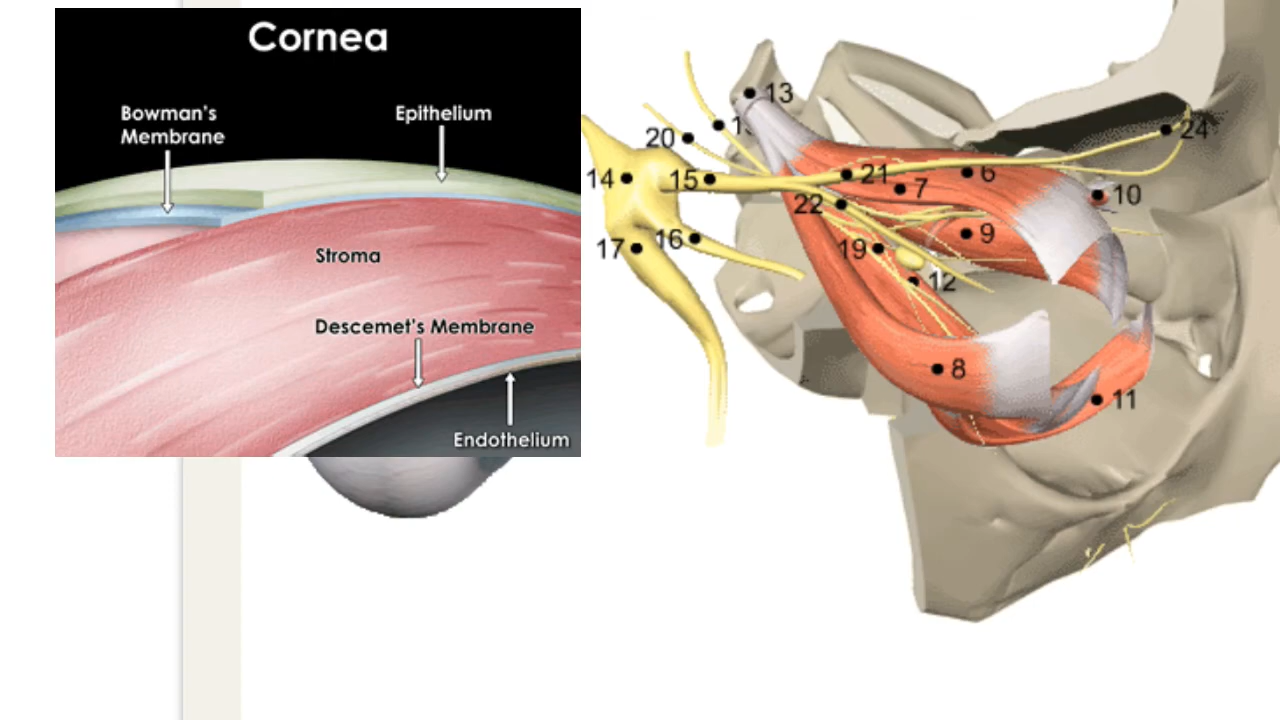 Cornea
Bowman's
Membrane
Epithelium
Stroma
Descemet's Membrane
Endothelium
13
20
24
14
15
21
6
7
10
22
9
17
16
19
12
8
11